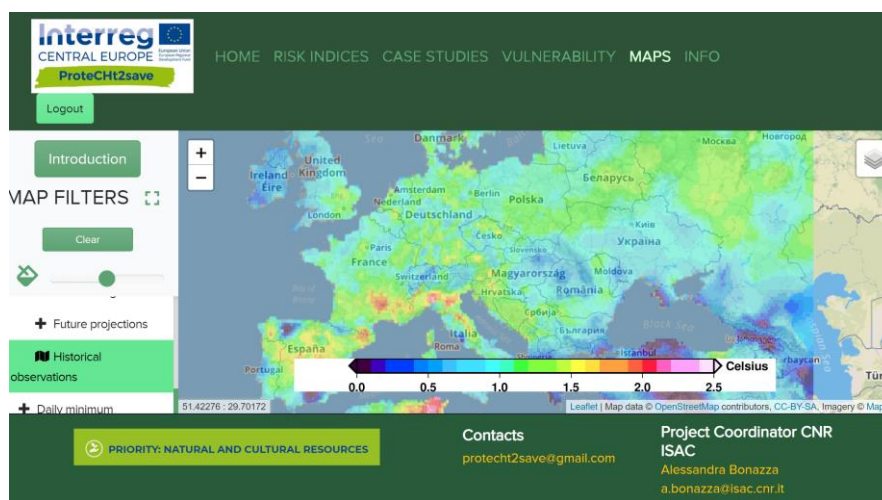 Interreg
CENTRAL EUROPE
European Union
European Regional
Development Fund
ProteCHt2save
HOME RISK INDICES CASE STUDIES VULNERABILITY MAPS INFO
Logout
Introduction
MAP FILTERS
Clear
+ Future projections
Historical
observations
+ Daily minimum
+
−
Danmark
Lietuva
Москва
Новгород
Ireland
Éire
United
Kingdom
Беларусь
Amsterdam
Nederland
Berlin
Polska
London
Deutschland
Київ
Paris
Česko
Slovensko
Україна
France
Switzerland
Magyarország
Moldova
Hrvatska
România
Србија
Italia
България
Black Sea
Roma
España
Portugal
İstanbul
Celsius
0.0 0.5 1.0 1.5 2.0 2.5
51.42276 : 29.70172
Leaflet | Map data © OpenStreetMap contributors, CC-BY-SA, Imagery © Map
PRIORITY: NATURAL AND CULTURAL RESOURCES
Contacts
protecht2save@gmail.com
Project Coordinator CNR
ISAC
Alessandra Bonazza
a.bonazza@isac.cnr.it